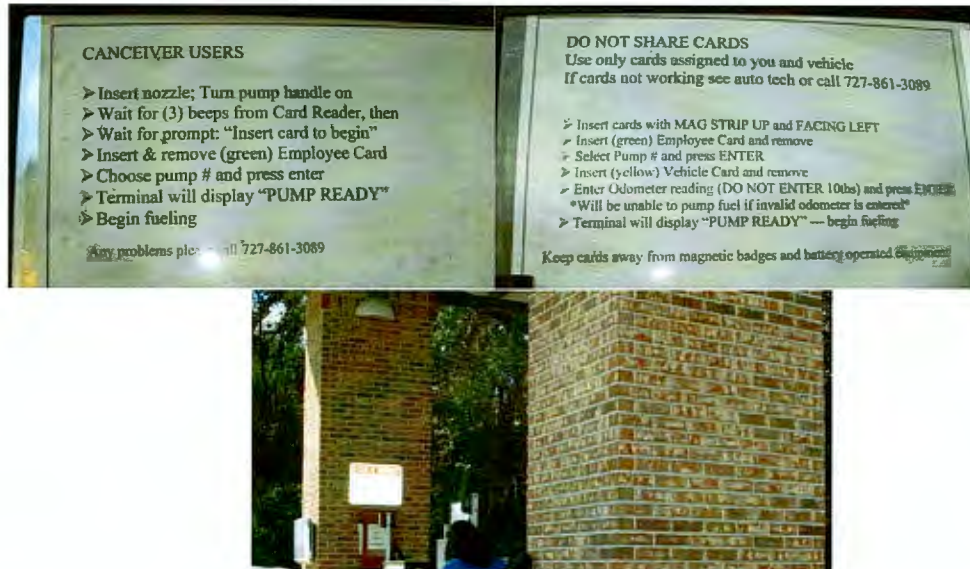 CANCEIVER USERS
➢ Insert nozzle; Turn pump handle on
➢ Wait for (3) beeps from Card Reader, then
➢ Wait for prompt: “Insert card to begin”
➢ Insert & remove (green) Employee Card
➢ Choose pump # and press enter
➢ Terminal will display “PUMP READY”
➢ Begin fueling
Any problems call 727-861-3089
DO NOT SHARE CARDS
Use only cards assigned to you and vehicle
If cards not working see auto tech or call 727-861-3089
➢ Insert cards with MAG STRIP UP and FACING LEFT
➢ Insert (green) Employee Card and remove
➢ Select Pump # and press ENTER
➢ Insert (yellow) Vehicle Card and remove
➢ Enter Odometer reading (DO NOT ENTER 10ths) and press ENTER
*Will be unable to pump fuel if invalid odometer is entered*
➢ Terminal will display “PUMP READY” — begin fueling
Keep cards away from magnetic badges and battery operated equipment